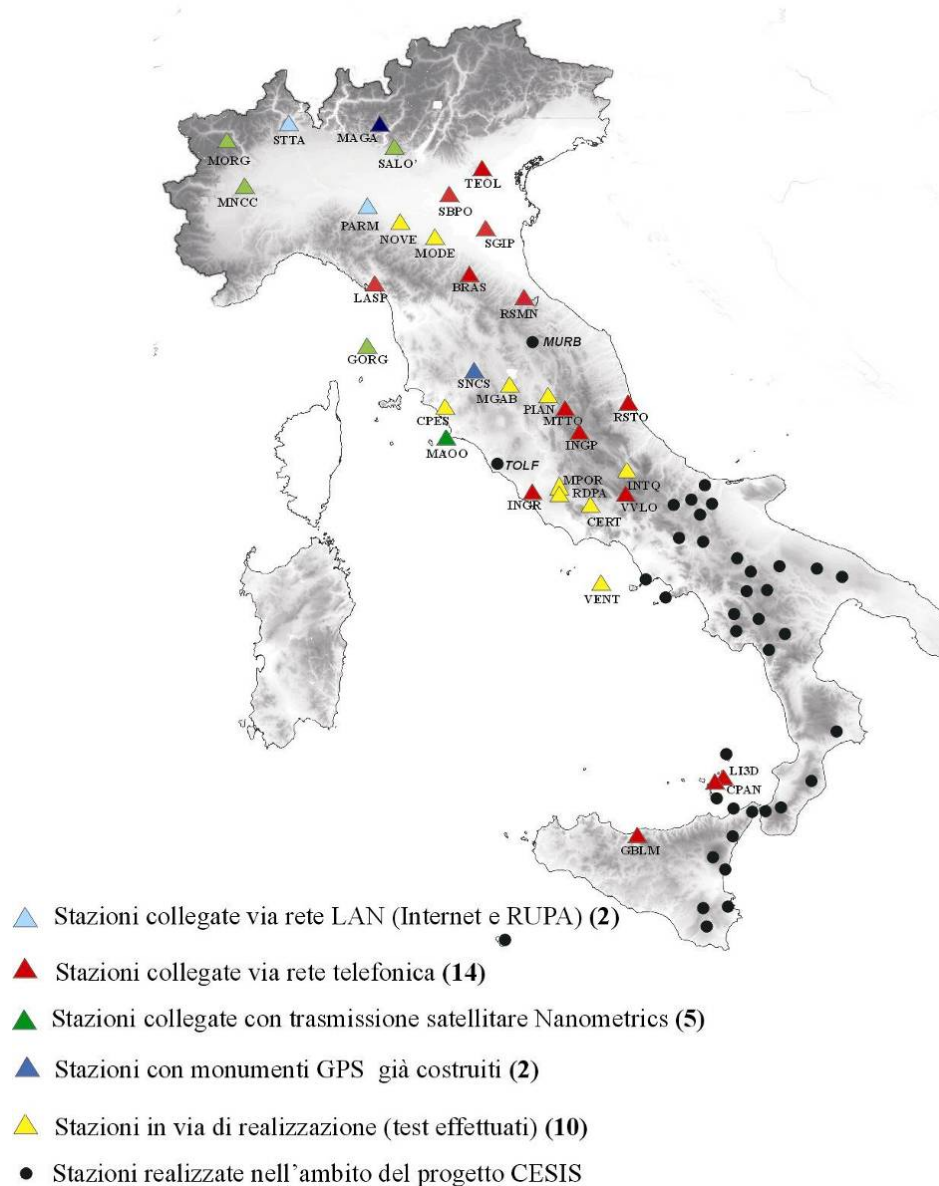 STTA
MAGA
MORG
SALO'
TEOL
MNCC
SBPO
PARM
NOVE
SGIP
MODE
BRAS
LASP
RSMN
MURB
GORG
SNCS
MGAB
PIAN
CPES
MTTO
RSTO
MAOO
INGP
TOLF
MPOR
INTQ
INGR
RDPA
VVLO
CERT
VENT
LI3D
CPAN
GBLM
Stazioni collegate via rete LAN (Internet e RUPA) (2)
Stazioni collegate via rete telefonica (14)
Stazioni collegate con trasmissione satellitare Nanometrics (5)
Stazioni con monumenti GPS già costruiti (2)
Stazioni in via di realizzazione (test effettuati) (10)
Stazioni realizzate nell'ambito del progetto CESIS